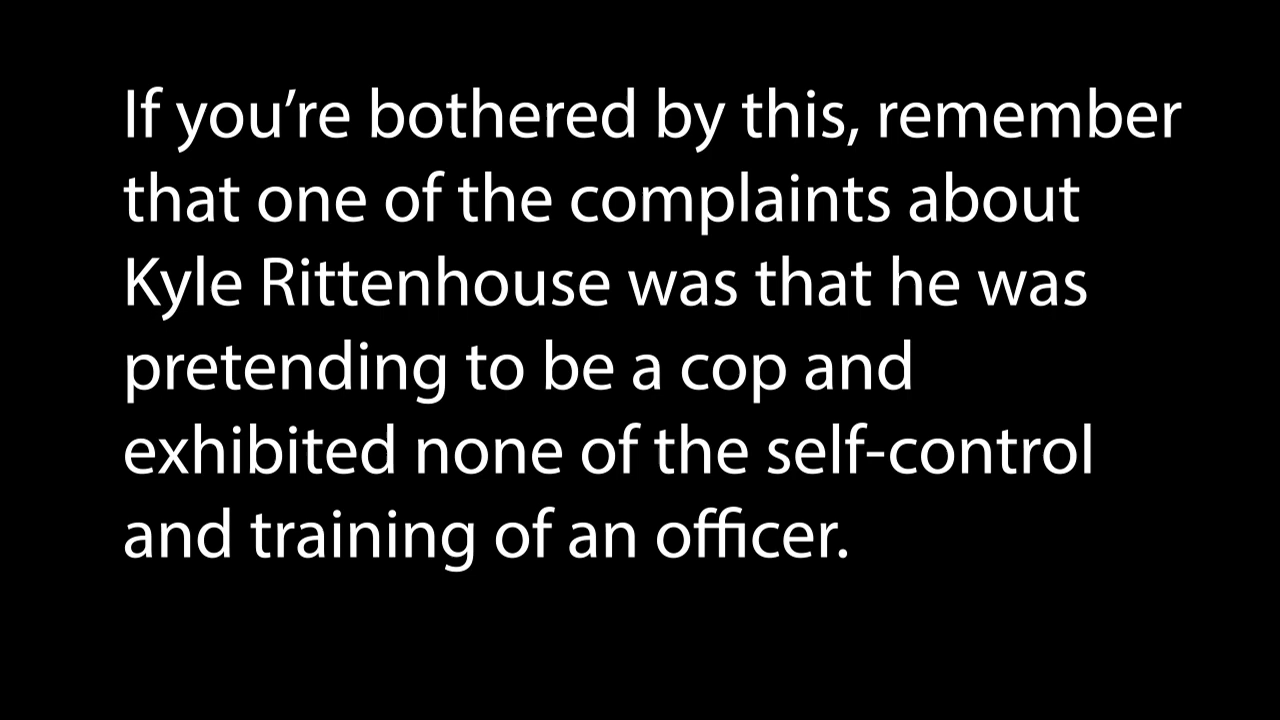 If you’re bothered by this, remember
that one of the complaints about
Kyle Rittenhouse was that he was
pretending to be a cop and
exhibited none of the self-control
and training of an officer.